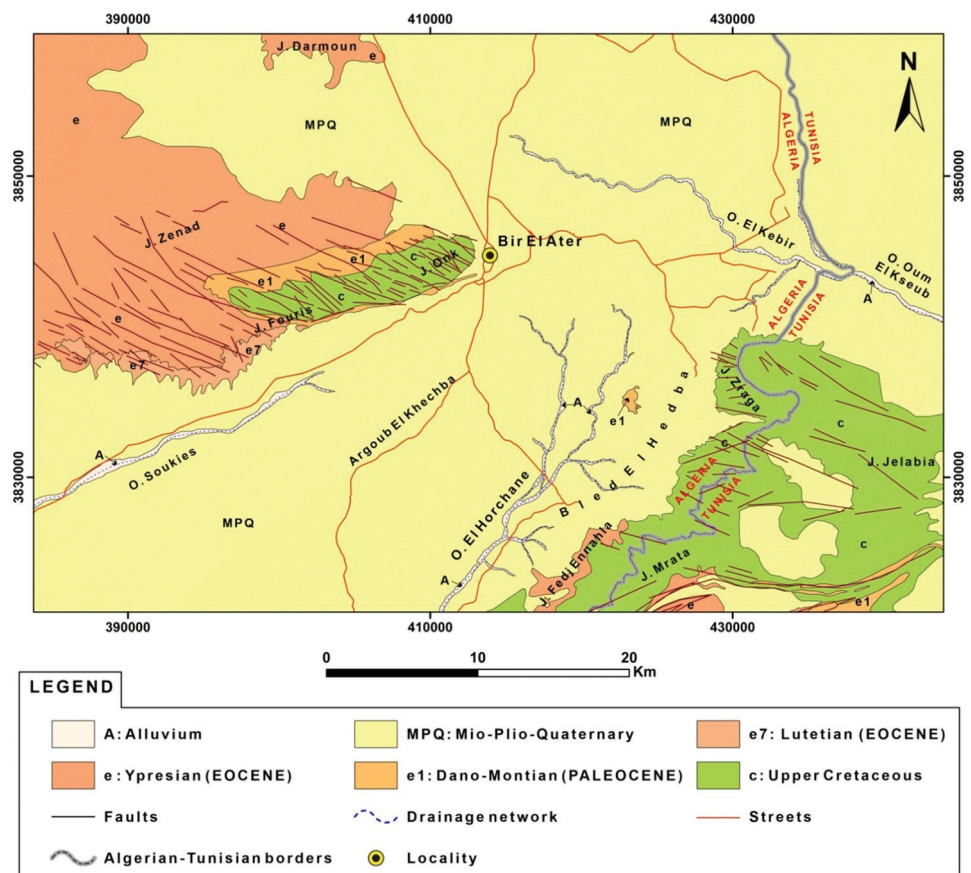 390000
410000
430000
J. Darmoun
e
N
e
MPQ
MPQ
ALGERIA
TUNISIA
3850000
3850000
O. El Kebir
J. Zenad
e
Bir El Ater
e1
c
J. Onk
O. Oum
El Kseub
e1
c
A
e
J. Fouris
ALGERIA
TUNISIA
e7
e7
J. Zraga
A
e1
Argoub El Khechba
Bled El Hedba
c
c
A
O. Soukies
J. Jelabia
3830000
3830000
ALGERIA
TUNISIA
O. El Horchane
MPQ
c
J. Fedj Ennahla
J. Mrata
A
e
e1
390000
410000
430000
0
10
20
Km
LEGEND
A: Alluvium
MPQ: Mio-Plio-Quaternary
e7: Lutetian (EOCENE)
e: Ypresian (EOCENE)
e1: Dano-Montian (PALEOCENE)
c: Upper Cretaceous
Faults
Drainage network
Streets
Algerian-Tunisian borders
Locality